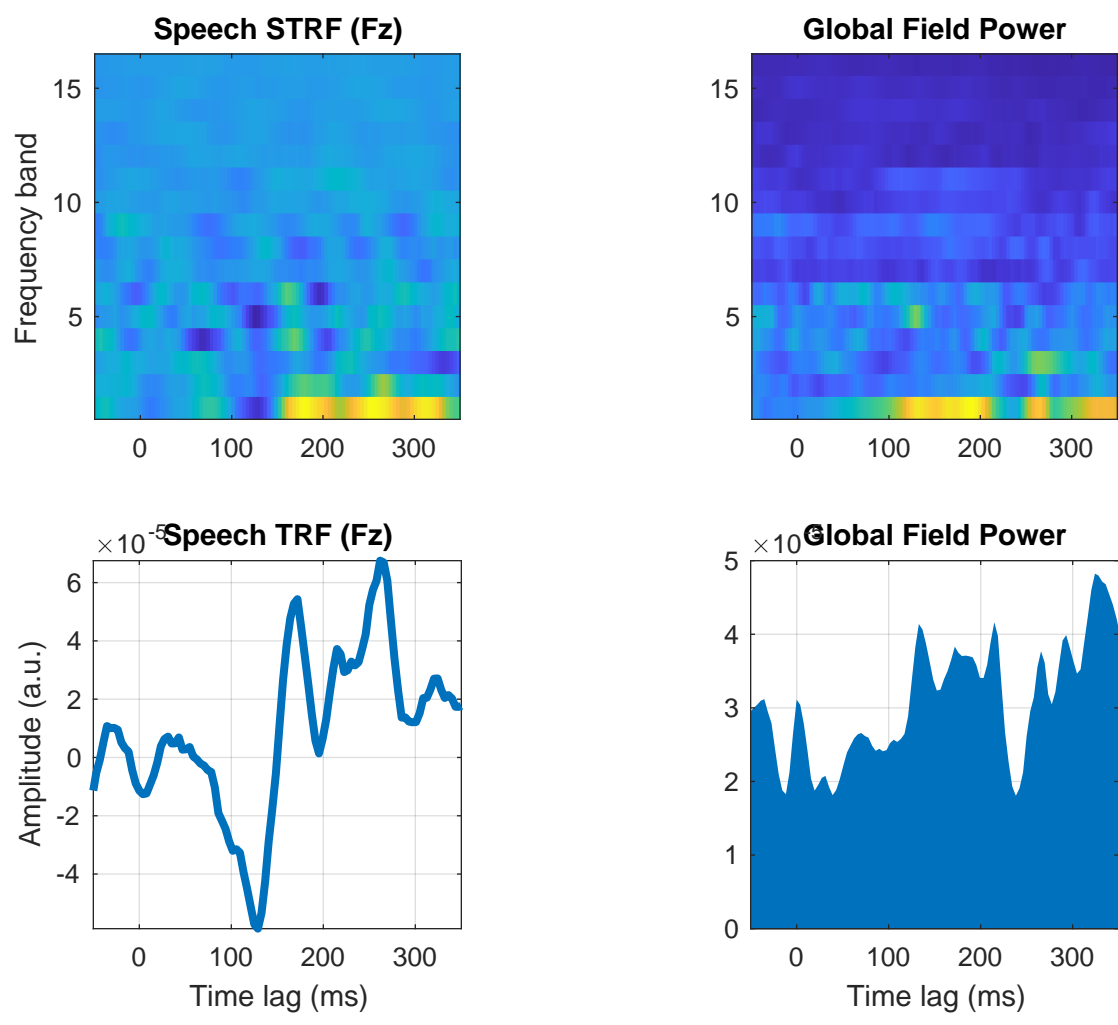 Speech STRF (Fz)
Frequency band
15
10
5
0 100 200 300
Global Field Power
15
10
5
0 100 200 300
Speech TRF (Fz)
×10-5
Amplitude (a.u.)
6
4
2
0
-2
-4
0 100 200 300
Time lag (ms)
Global Field Power
×10-5
5
4
3
2
1
0
0 100 200 300
Time lag (ms)